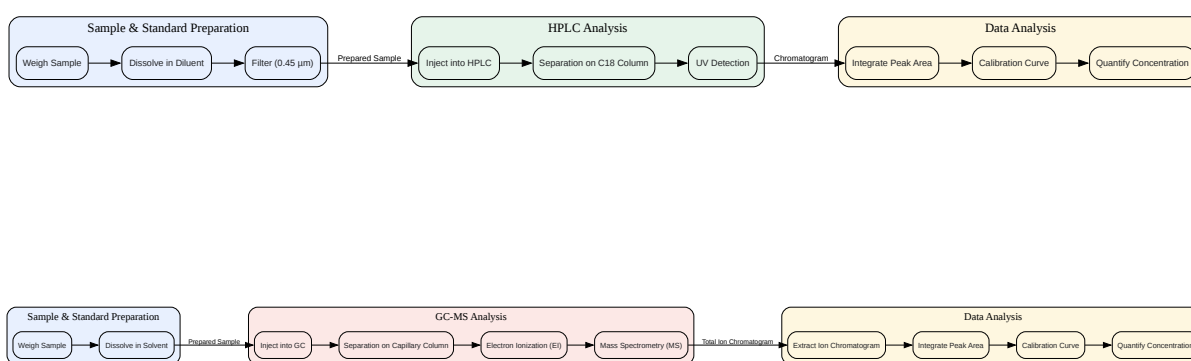 Sample & Standard Preparation
HPLC Analysis
Data Analysis
Weigh Sample
Dissolve in Diluent
Filter (0.45 µm)
Prepared Sample
Inject into HPLC
Separation on C18 Column
UV Detection
Chromatogram
Integrate Peak Area
Calibration Curve
Quantify Concentration
Sample & Standard Preparation
GC-MS Analysis
Data Analysis
Weigh Sample
Dissolve in Solvent
Prepared Sample
Inject into GC
Separation on Capillary Column
Electron Ionization (EI)
Mass Spectrometry (MS)
Total Ion Chromatogram
Extract Ion Chromatogram
Integrate Peak Area
Calibration Curve
Quantify Concentration